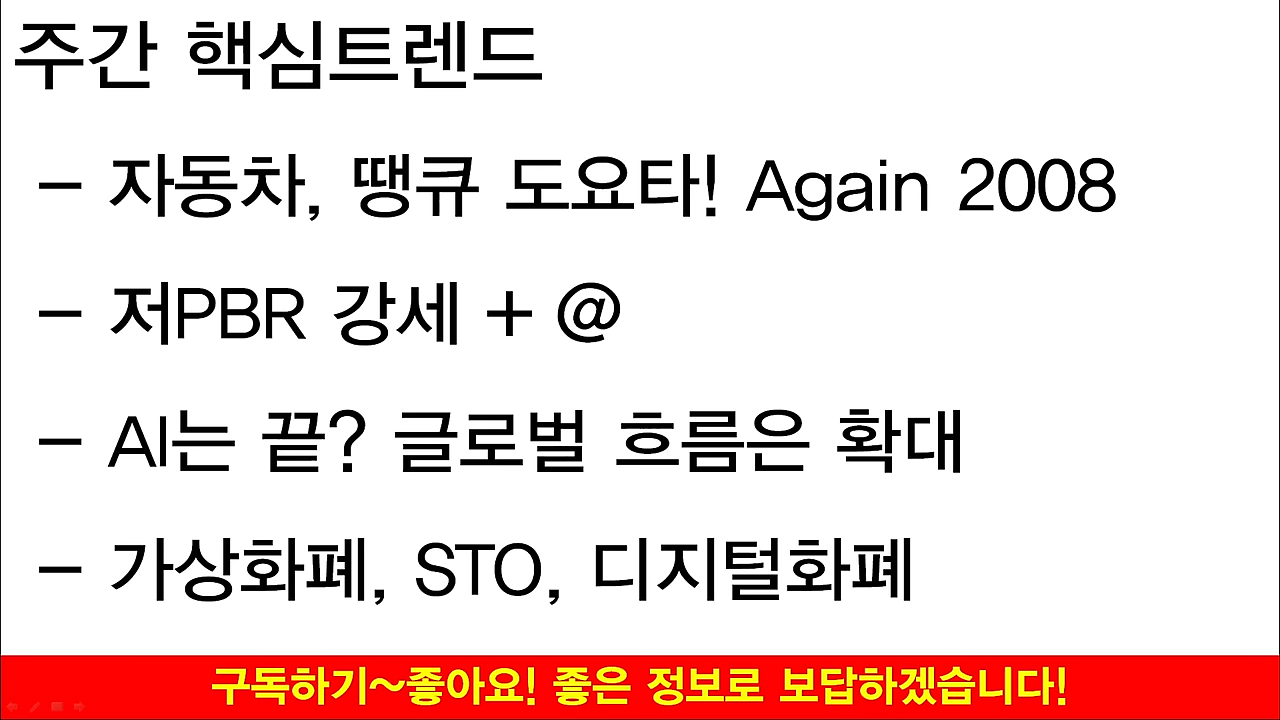 주간 핵심트렌드
- 자동차, 땡큐 도요타! Again 2008
- 저PBR 강세 + @
- AI는 끝? 글로벌 흐름은 확대
- 가상화폐, STO, 디지털화폐
구독하기~좋아요! 좋은 정보로 보답하겠습니다!